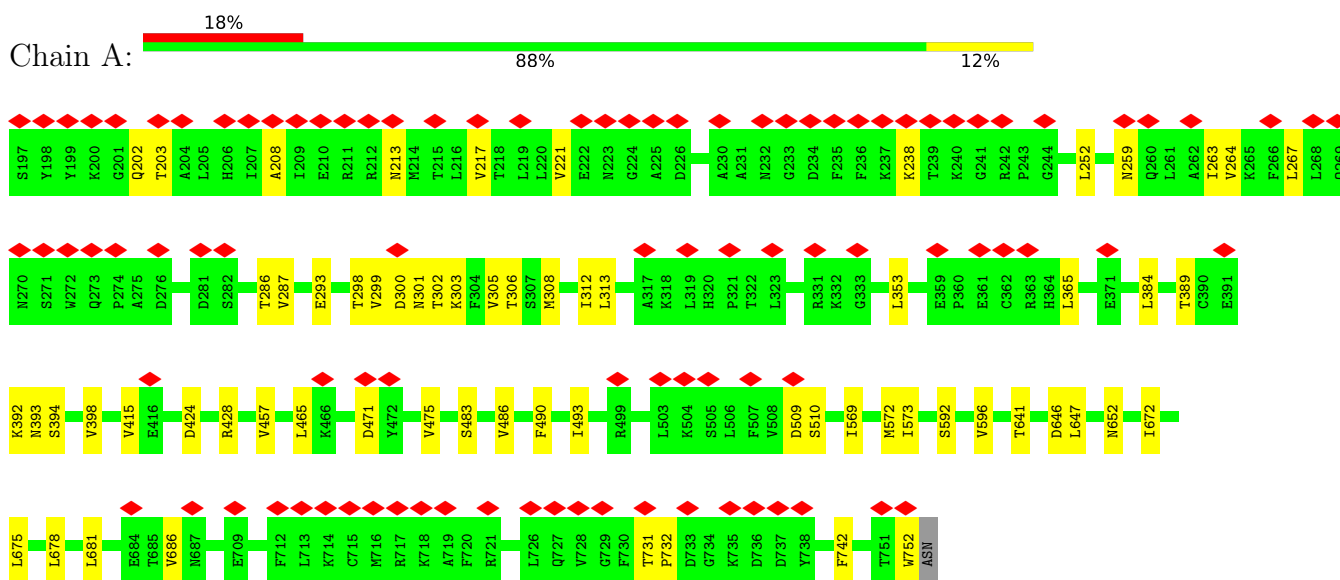 18%
Chain A:
88% 12%
S197 Y198 Y199 K200 G201 Q202 T203 A204 L205 H206 I207 A208 I209 E210 R211 R212 N213 M214 T215 L216 V217 T218 L219 L220 V221 E222 N223 G224 A225 D226 A230 A231 N232 G233 D234 F235 F236 K237 K238 T239 K240 G241 R242 P243 G244 L252 N259 Q260 L261 A262 I263 V264 K265 F266 L267 L268 Q269
N270 S271 W272 Q273 P274 A275 D276 D281 S282 T286 V287 E293 T298 V299 D300 N301 T302 K303 F304 V305 T306 S307 M308 I312 L313 A317 K318 L319 H320 P321 T322 L323 R331 K332 G333 L353 E359 P360 E361 C362 R363 H364 L365 E371 L384 T389 C390 E391
K392 N393 S394 V398 V415 E416 D424 R428 V457 L465 K466 D471 Y472 V475 S483 V486 F490 I493 R499 L503 K504 S505 L506 F507 V508 D509 S510 I569 M572 I573 S592 V596 T641 D646 L647 N652 I672
L675 L678 L681 E684 T685 V686 N687 E709 F712 L713 K714 C715 M716 R717 K718 A719 F720 R721 L726 Q727 V728 G729 F730 T731 P732 D733 G734 K735 D736 D737 Y738 F742 T751 W752 ASN